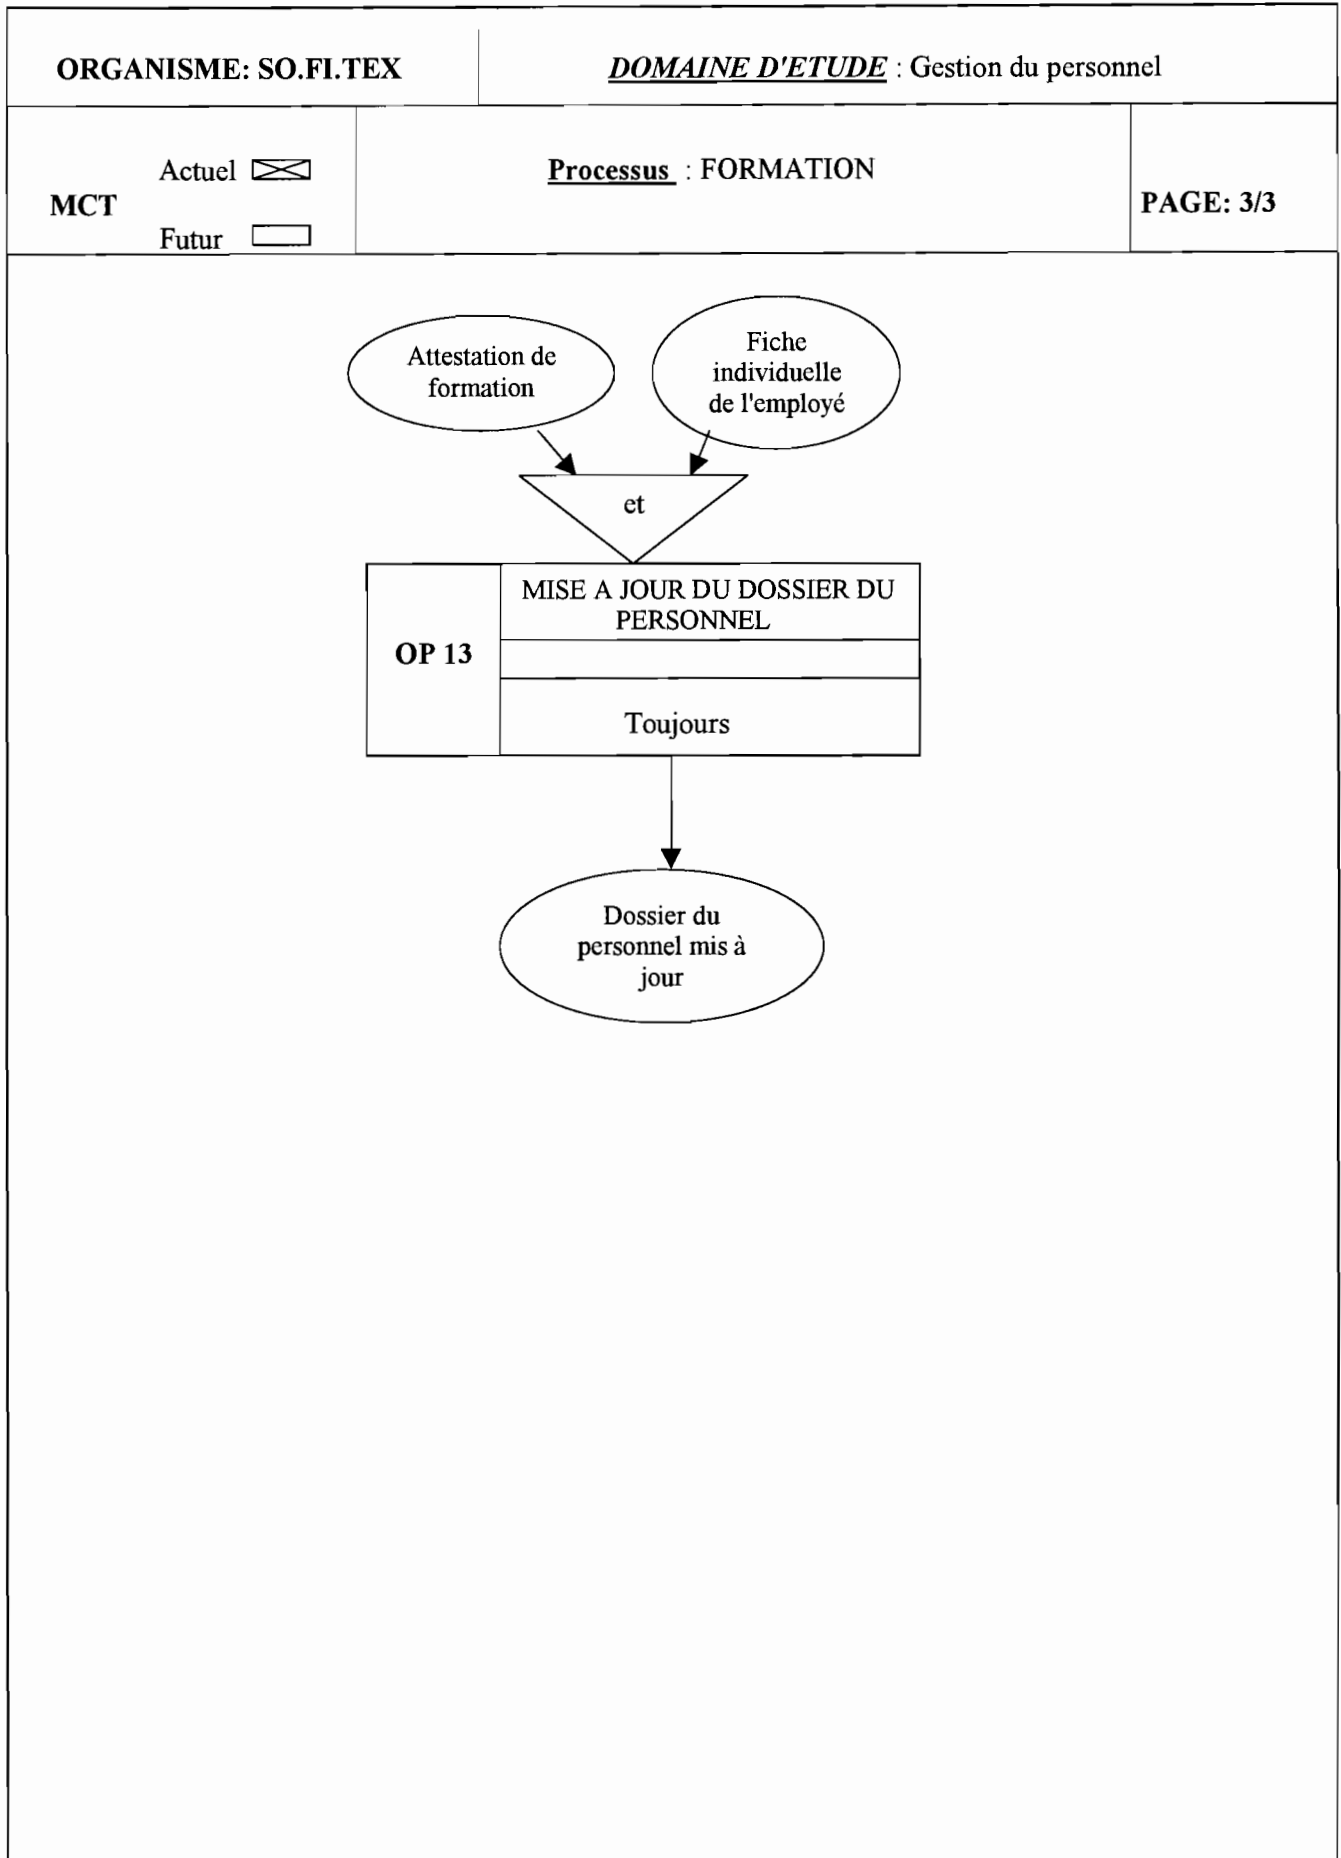 ORGANISME: SO.FI.TEX
DOMAINE D'ETUDE : Gestion du personnel
MCT
Actuel
Futur
Processus : FORMATION
PAGE: 3/3
Attestation de
formation
Fiche
individuelle
de l'employé
et
OP 13
MISE A JOUR DU DOSSIER DU
PERSONNEL
Toujours
Dossier du
personnel mis à
jour